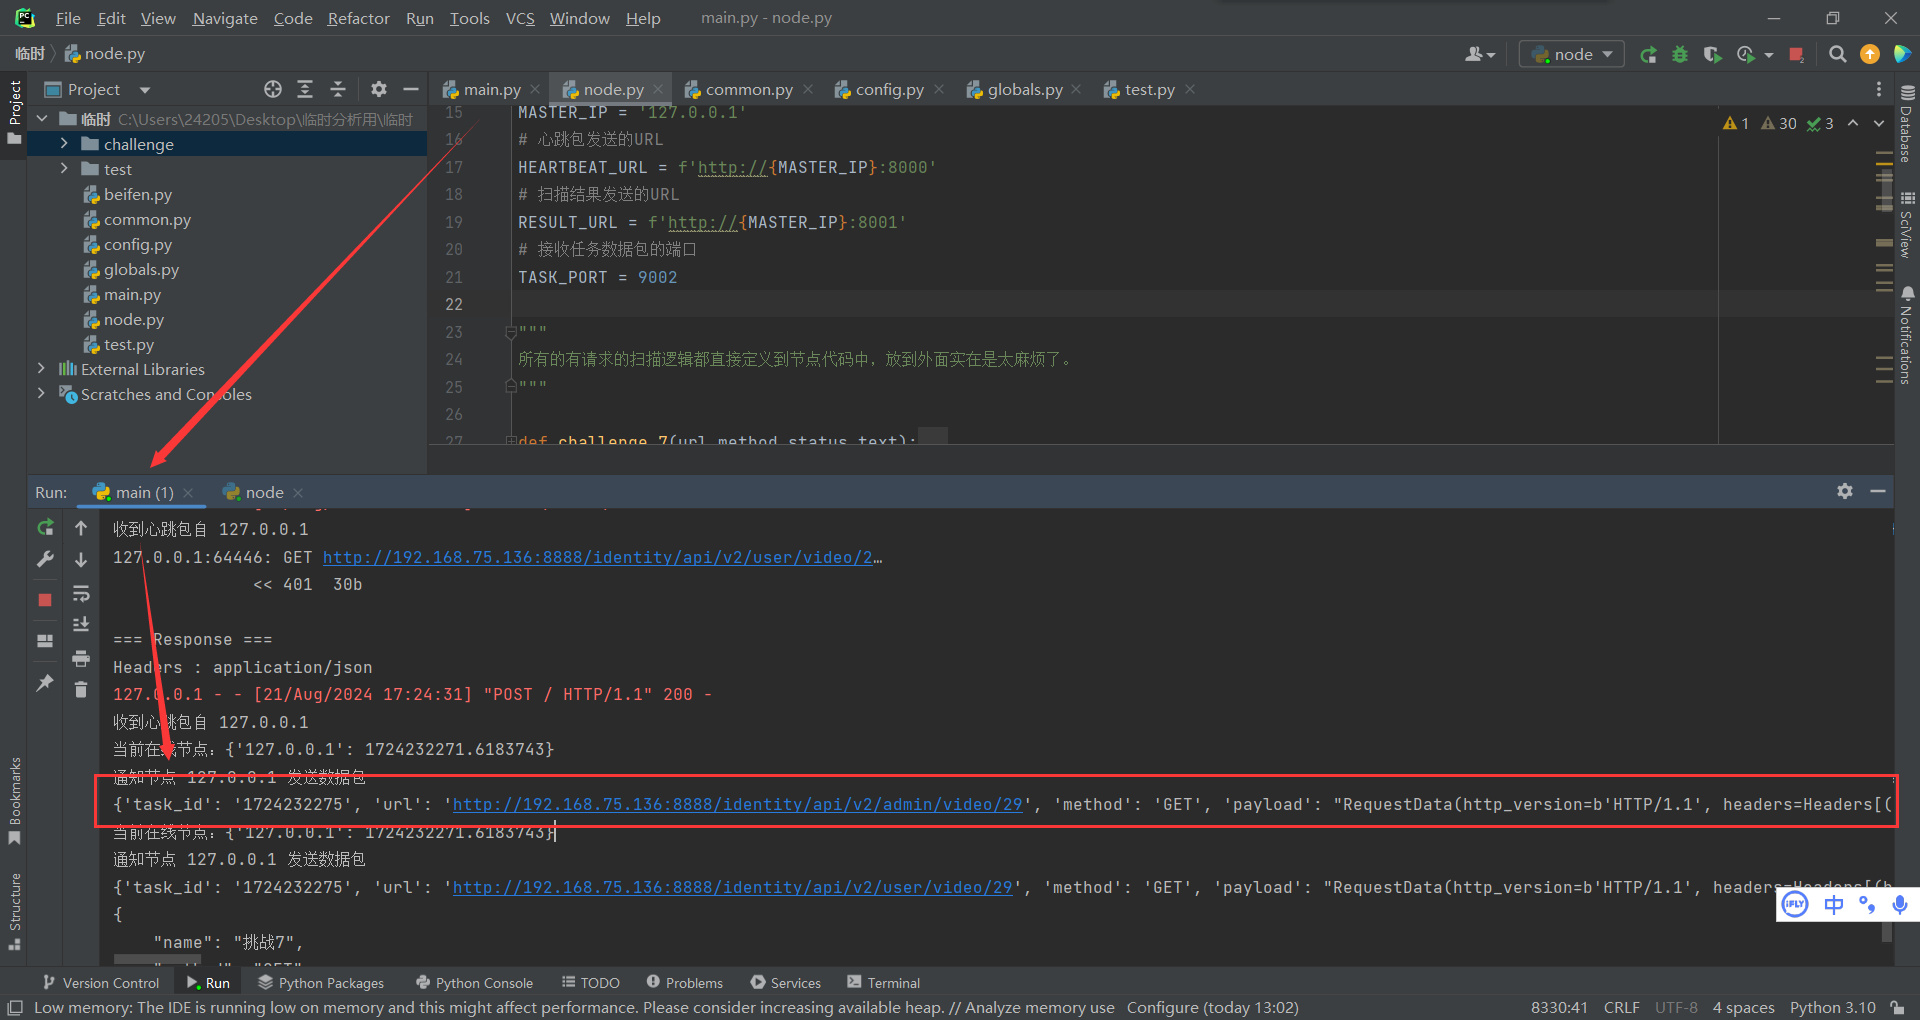 File Edit View Navigate Code Refactor Run Tools VCS Window Help main.py - node.py
临时 node.py
node
Project
main.py node.py common.py config.py globals.py test.py
临时 C:\Users\24205\Desktop\临时分析用\临时
challenge
test
beifen.py
common.py
config.py
globals.py
main.py
node.py
test.py
External Libraries
Scratches and Consoles
15 MASTER_IP = '127.0.0.1'
16 # 心跳包发送的URL
17 HEARTBEAT_URL = f'http://{MASTER_IP}:8000'
18 # 扫描结果发送的URL
19 RESULT_URL = f'http://{MASTER_IP}:8001'
20 # 接收任务数据包的端口
21 TASK_PORT = 9002
22
23 """
24 所有的有请求的扫描逻辑都直接定义到节点代码中，放到外面实在是太麻烦了。
25 """
26
27 def challenge_7(url,method,status,text):
1 30 3
Project
Bookmarks
Structure
Database
SciView
Notifications
Run: main (1) node
收到心跳包自 127.0.0.1
127.0.0.1:64446: GET http://192.168.75.136:8888/identity/api/v2/user/video/2…
<< 401 30b
=== Response ===
Headers : application/json
127.0.0.1 - - [21/Aug/2024 17:24:31] "POST / HTTP/1.1" 200 -
收到心跳包自 127.0.0.1
当前在线节点: {'127.0.0.1': 1724232271.6183743}
通知节点 127.0.0.1 发送数据包
{'task_id': '1724232275', 'url': 'http://192.168.75.136:8888/identity/api/v2/admin/video/29', 'method': 'GET', 'payload': "RequestData(http_version=b'HTTP/1.1', headers=Headers[(
当前在线节点: {'127.0.0.1': 1724232271.6183743}
通知节点 127.0.0.1 发送数据包
{'task_id': '1724232275', 'url': 'http://192.168.75.136:8888/identity/api/v2/user/video/29', 'method': 'GET', 'payload': "RequestData(http_version=b'HTTP/1.1', headers=Headers[(b
{
"name": "挑战7",
iFLY 中
Version Control Run Python Packages Python Console TODO Problems Services Terminal
Low memory: The IDE is running low on memory and this might affect performance. Please consider increasing available heap. // Analyze memory use Configure (today 13:02) 8330:41 CRLF UTF-8 4 spaces Python 3.10